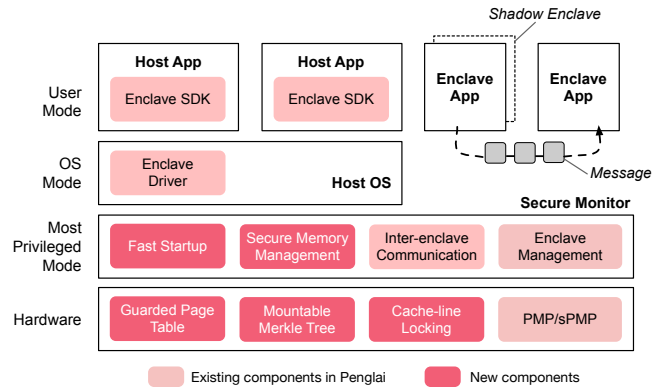 Shadow Enclave
Host App
Host App
Enclave SDK
Enclave SDK
Enclave
App
Enclave
App
User
Mode
OS
Mode
Enclave
Driver
Host OS
Message
Secure Monitor
Most
Privileged
Mode
Fast Startup
Secure Memory
Management
Inter-enclave
Communication
Enclave
Management
Hardware
Guarded Page
Table
Mountable
Merkle Tree
Cache-line
Locking
PMP/sPMP
Existing components in Penglai
New components